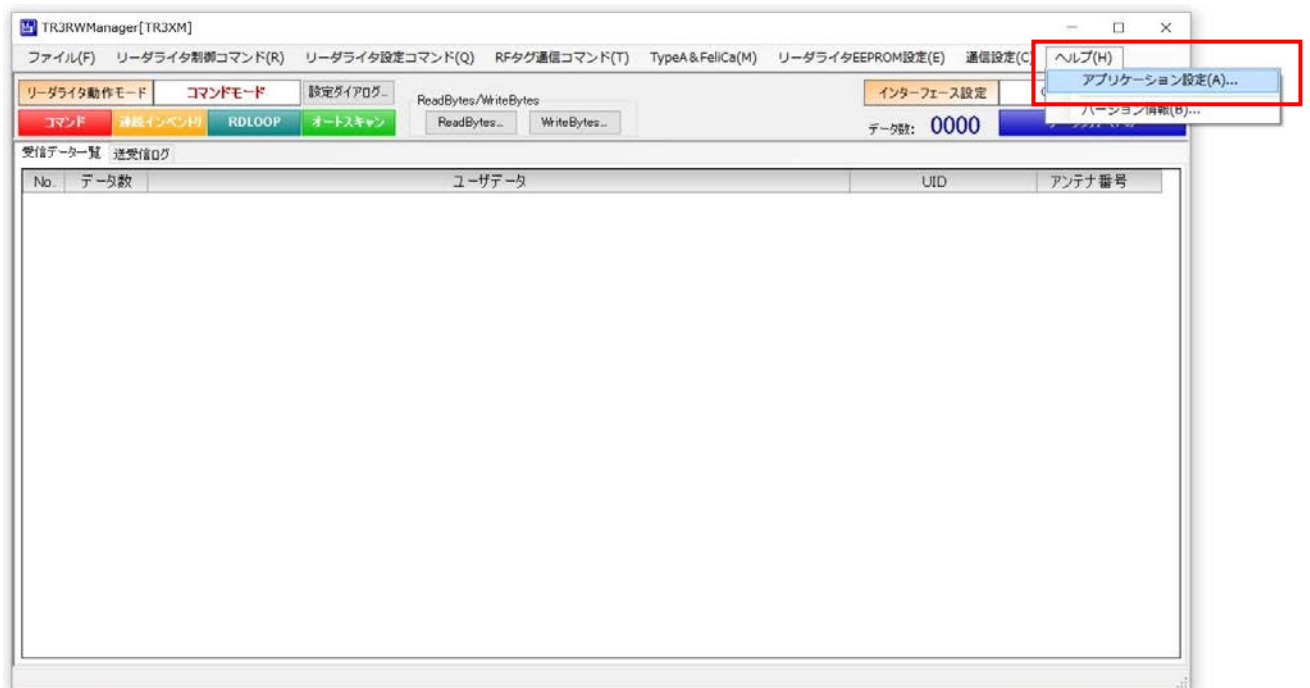 TR3RWManager[TR3XM]
ファイル(F) リーダライタ制御コマンド(R) リーダライタ設定コマンド(Q) RFタグ通信コマンド(T) TypeA&FeliCa(M) リーダライタEEPROM設定(E) 通信設定(C) ヘルプ(H)
アプリケーション設定(A)...
バージョン情報(B)...
リーダライタ動作モード コマンドモード 設定ダイアログ... ReadBytes/WriteBytes インターフェース設定
コマンド 連続インベントリ RDLOOP オートスキャン ReadBytes... WriteBytes... データ数: 0000
受信データ一覧 送受信ログ
No. データ数 ユーザデータ UID アンテナ番号